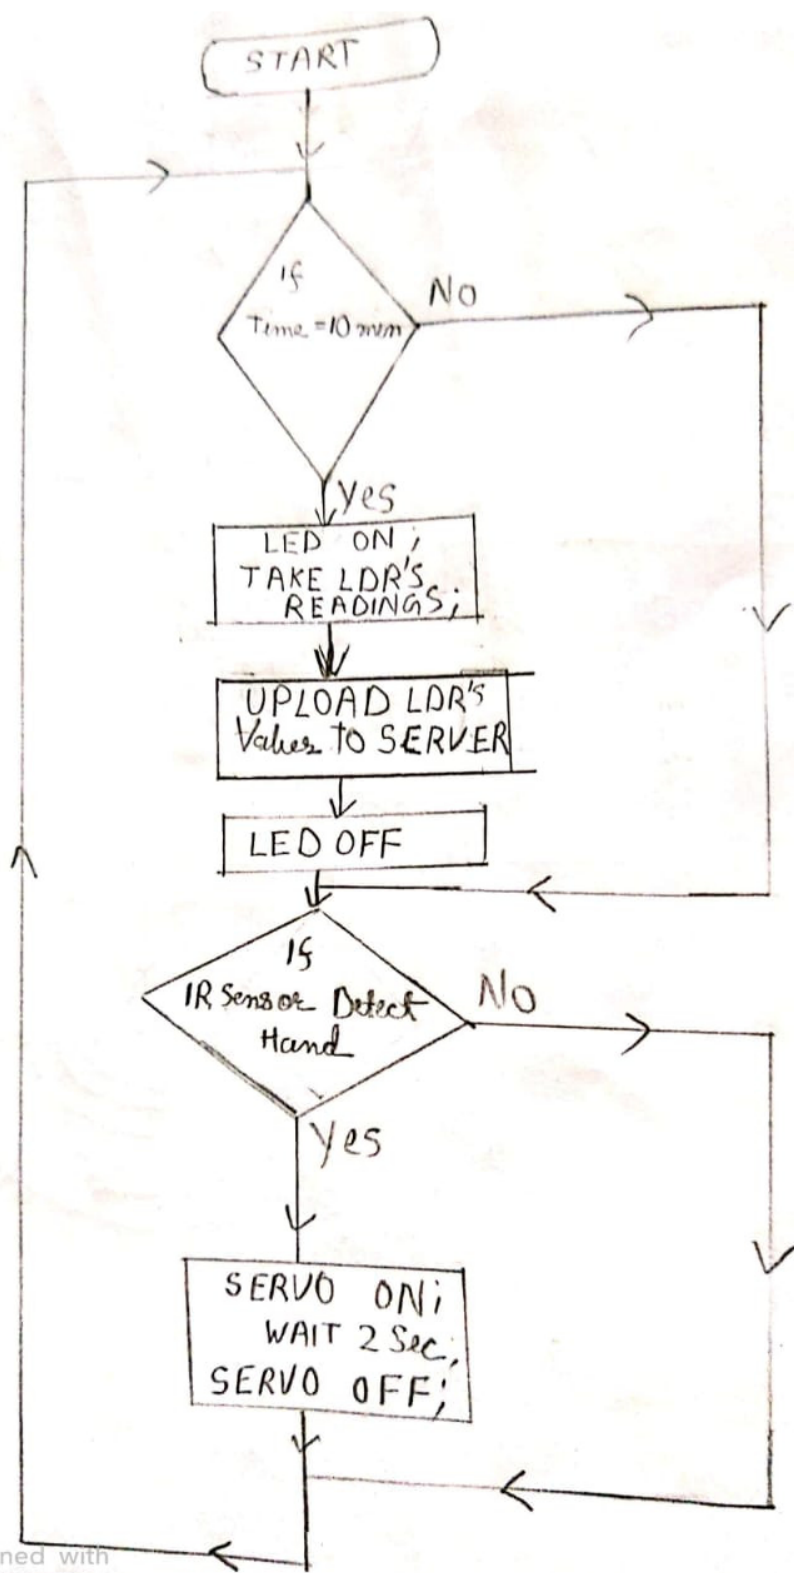 START
If
Time = 10 min
No
Yes
LED ON;
TAKE LDR'S
READINGS;
UPLOAD LDR'S
Values TO SERVER
LED OFF
If
IR Sensor Detect
Hand
No
Yes
SERVO ON;
WAIT 2 Sec;
SERVO OFF;
ned with